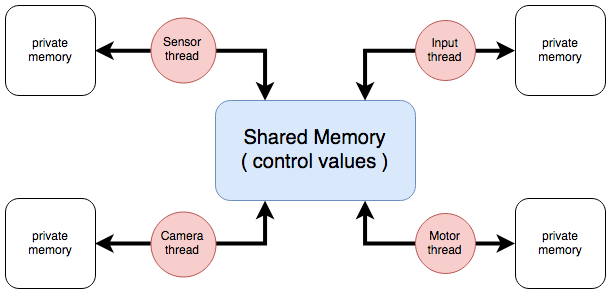 private
memory
Sensor
thread
Input
thread
private
memory
Shared Memory
( control values )
private
memory
Camera
thread
Motor
thread
private
memory